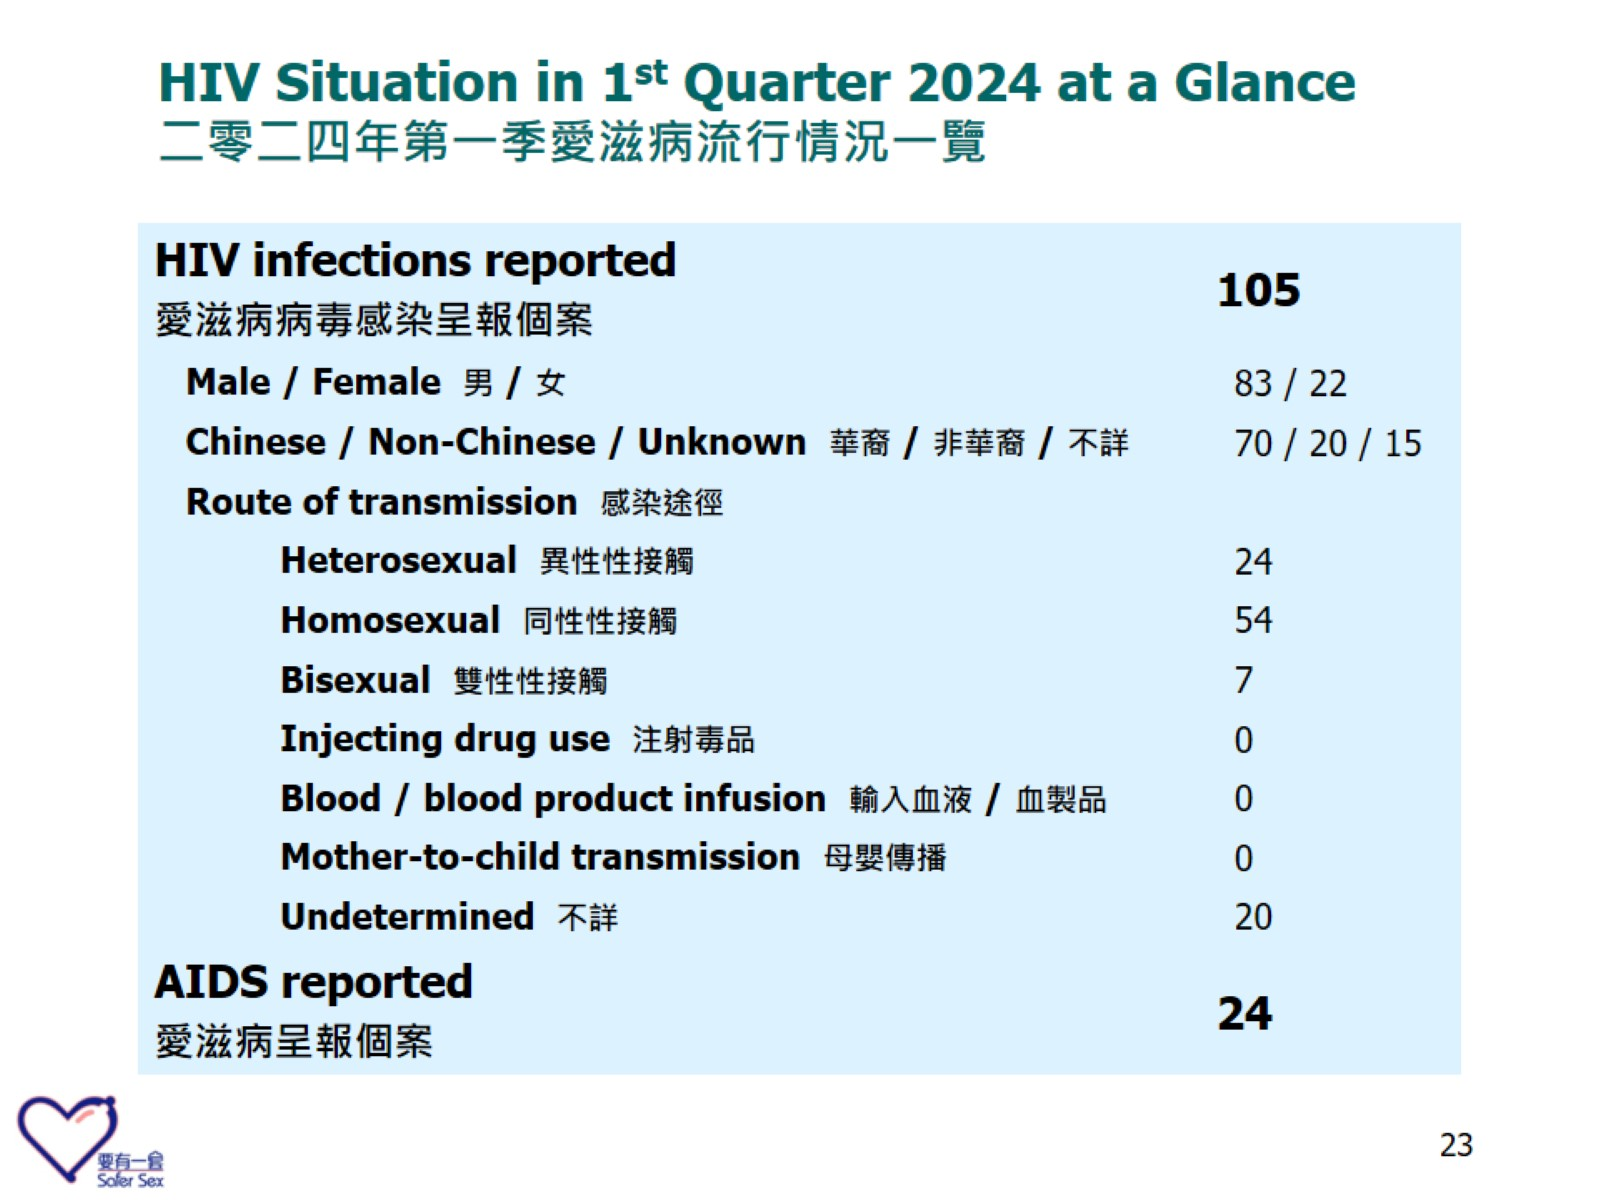 HIV Situation in 1st Quarter 2024 at a Glance
二零二四年第一季愛滋病流行情況一覽
HIV infections reported
愛滋病病毒感染呈報個案
105
Male / Female 男 / 女 83 / 22
Chinese / Non-Chinese / Unknown 華裔 / 非華裔 / 不詳 70 / 20 / 15
Route of transmission 感染途徑
Heterosexual 異性性接觸 24
Homosexual 同性性接觸 54
Bisexual 雙性性接觸 7
Injecting drug use 注射毒品 0
Blood / blood product infusion 輸入血液 / 血製品 0
Mother-to-child transmission 母嬰傳播 0
Undetermined 不詳 20
AIDS reported
愛滋病呈報個案
24
要有一套
Safer Sex
23